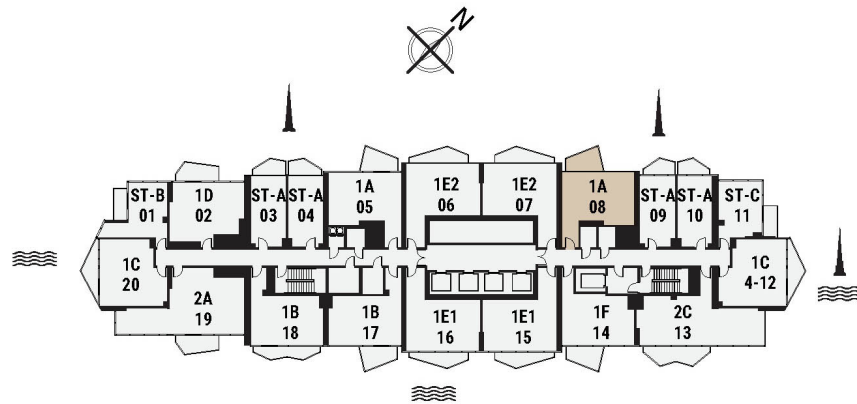 N
ST-B
01
1D
02
ST-A
03
ST-A
04
1A
05
1E2
06
1E2
07
1A
08
ST-A
09
ST-A
10
ST-C
11
1C
4-12
1C
20
2A
19
1B
18
1B
17
1E1
16
1E1
15
1F
14
2C
13